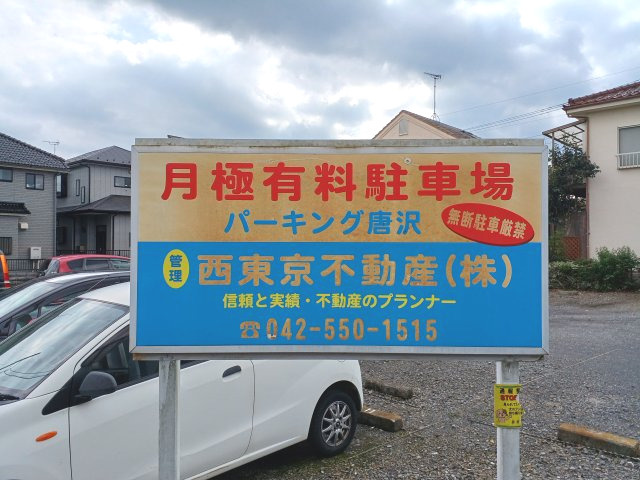 月極有料駐車場
パーキング唐沢
無断駐車厳禁
管理
西東京不動産(株)
信頼と実績・不動産のプランナー
☎042-550-1515
STOP